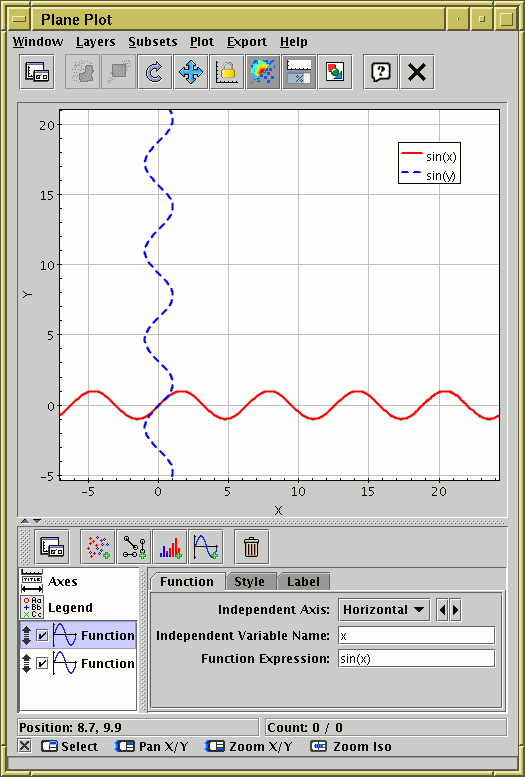 Plane Plot
Window Layers Subsets Plot Export Help
20
15
10
5
0
-5
Y
sin(x)
sin(y)
-5 0 5 10 15 20
X
Axes
Legend
Function
Function
Function Style Label
Independent Axis: Horizontal
Independent Variable Name: x
Function Expression: sin(x)
Position: 8.7, 9.9 Count: 0 / 0
Select Pan X/Y Zoom X/Y Zoom Iso